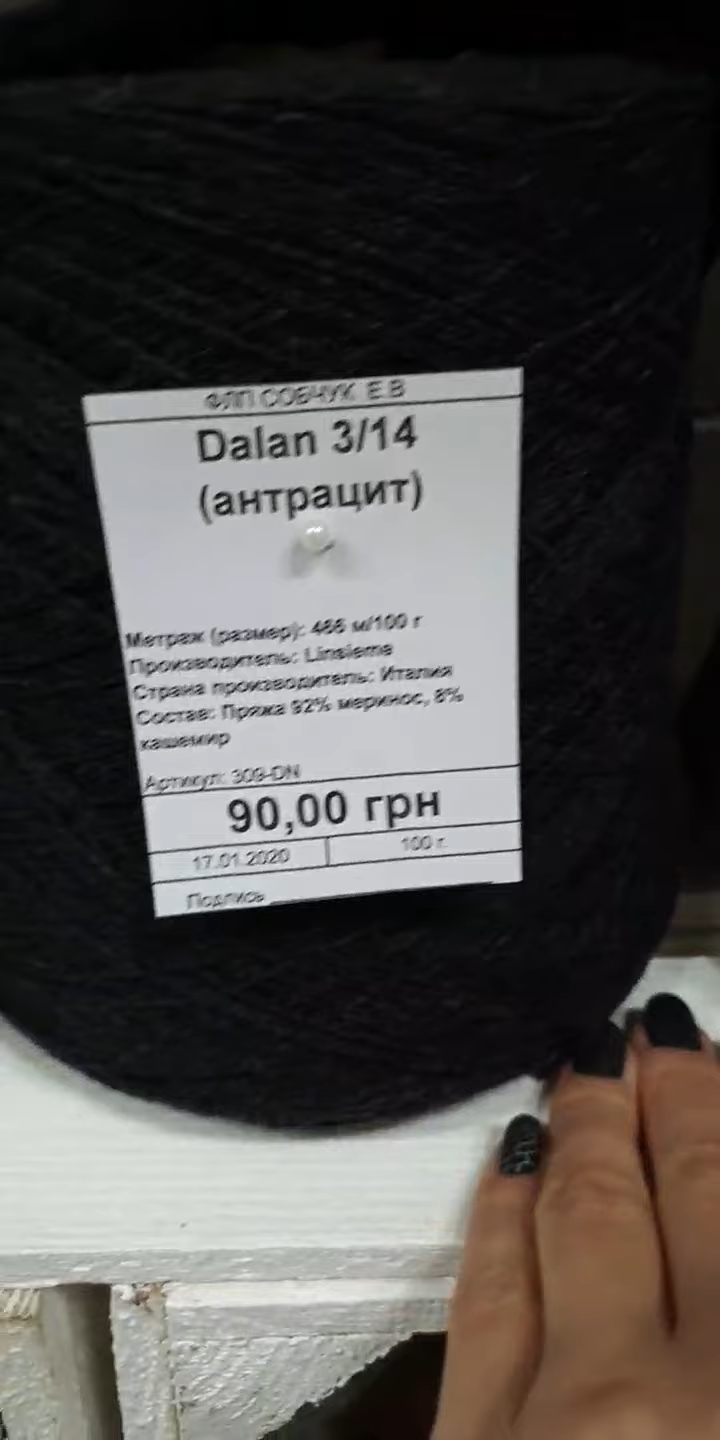 ФЛП СОБЧУК Е.В
Dalan 3/14
(антрацит)
Метраж (размер): 466 м/100 г
Производитель: Linsieme
Страна производитель: Италия
Состав: Пряжа 92% меринос, 8%
кашемир
Артикул: 309-DN
90,00 грн
17.01.2020 100 г.
Подпись